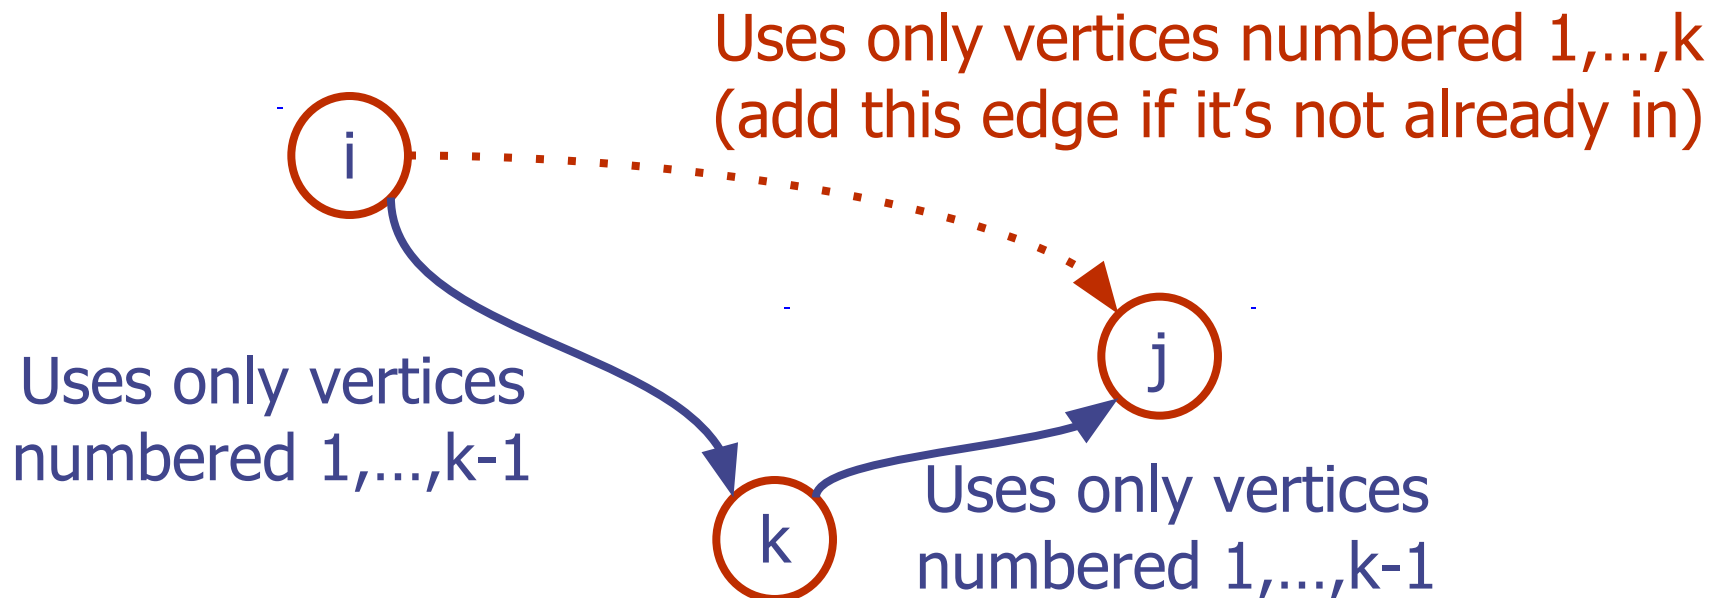 Uses only vertices numbered 1,…,k
(add this edge if it’s not already in)
i
j
Uses only vertices
numbered 1,…,k-1
k
Uses only vertices
numbered 1,…,k-1